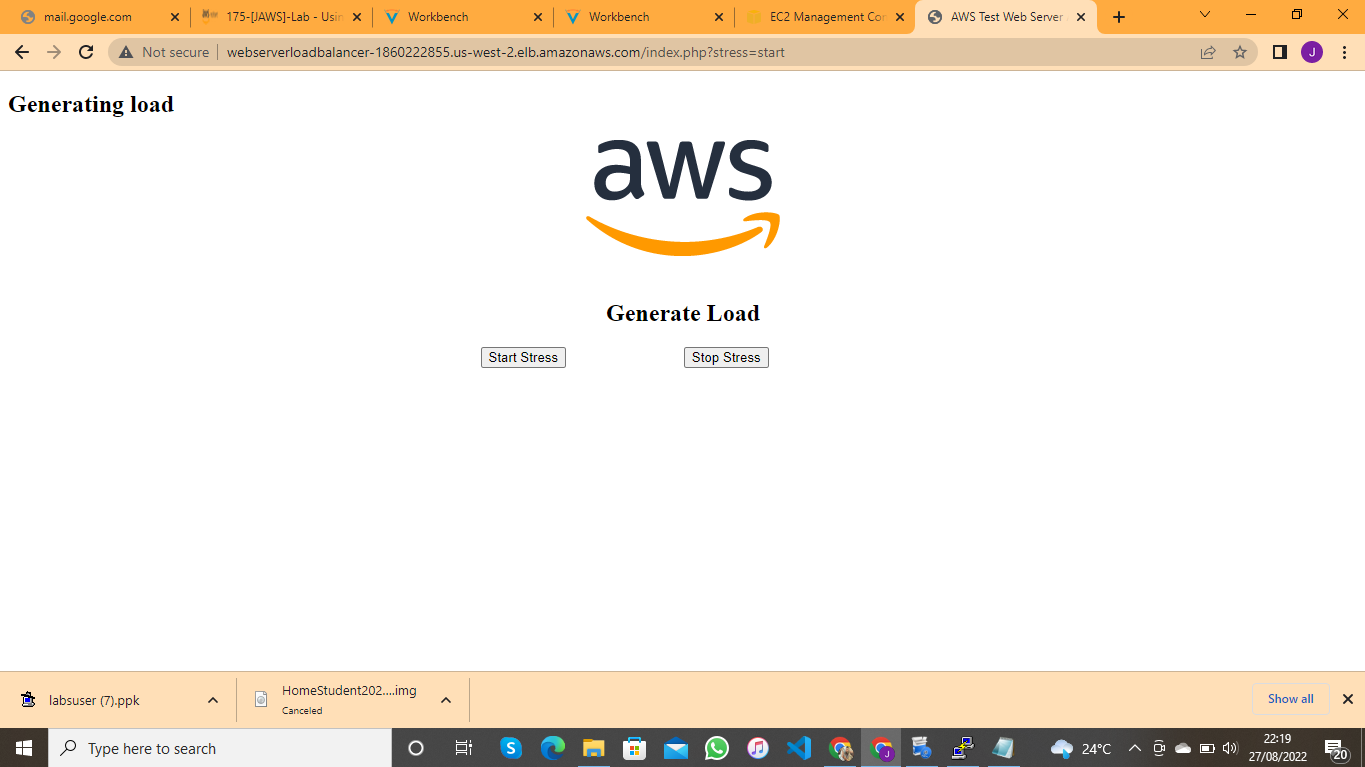 mail.google.com
175-[JAWS]-Lab - Usin
Workbench
Workbench
EC2 Management Con
AWS Test Web Server
Not secure
webserverloadbalancer-1860222855.us-west-2.elb.amazonaws.com/index.php?stress=start
J
Generating load
aws
Generate Load
Start Stress
Stop Stress
labsuser (7).ppk
HomeStudent202....img
Canceled
Show all
Type here to search
J
24°C
22:19
27/08/2022
20